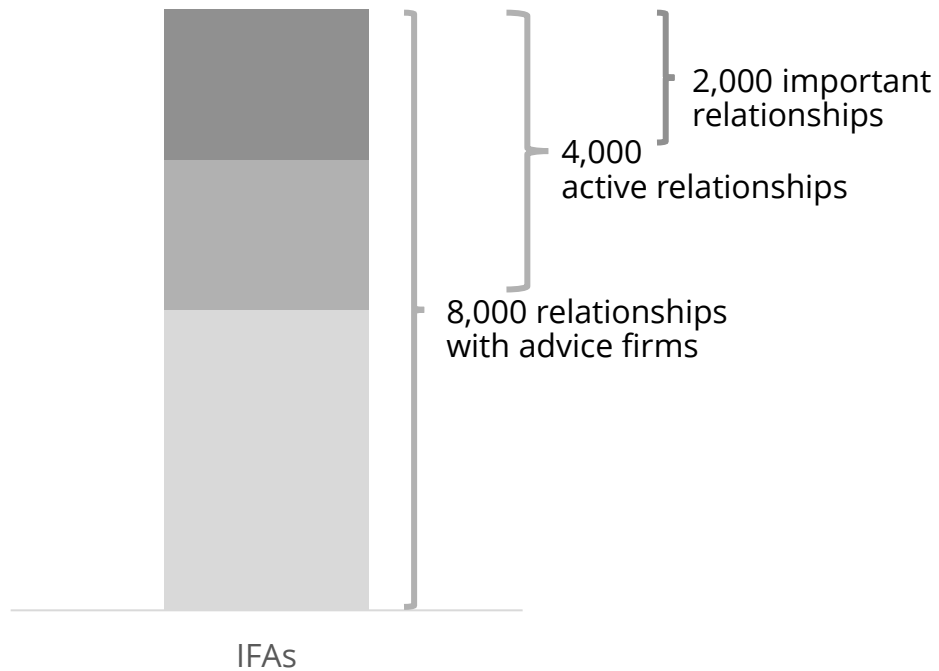 2,000 important
relationships
4,000
active relationships
8,000 relationships
with advice firms
IFAs